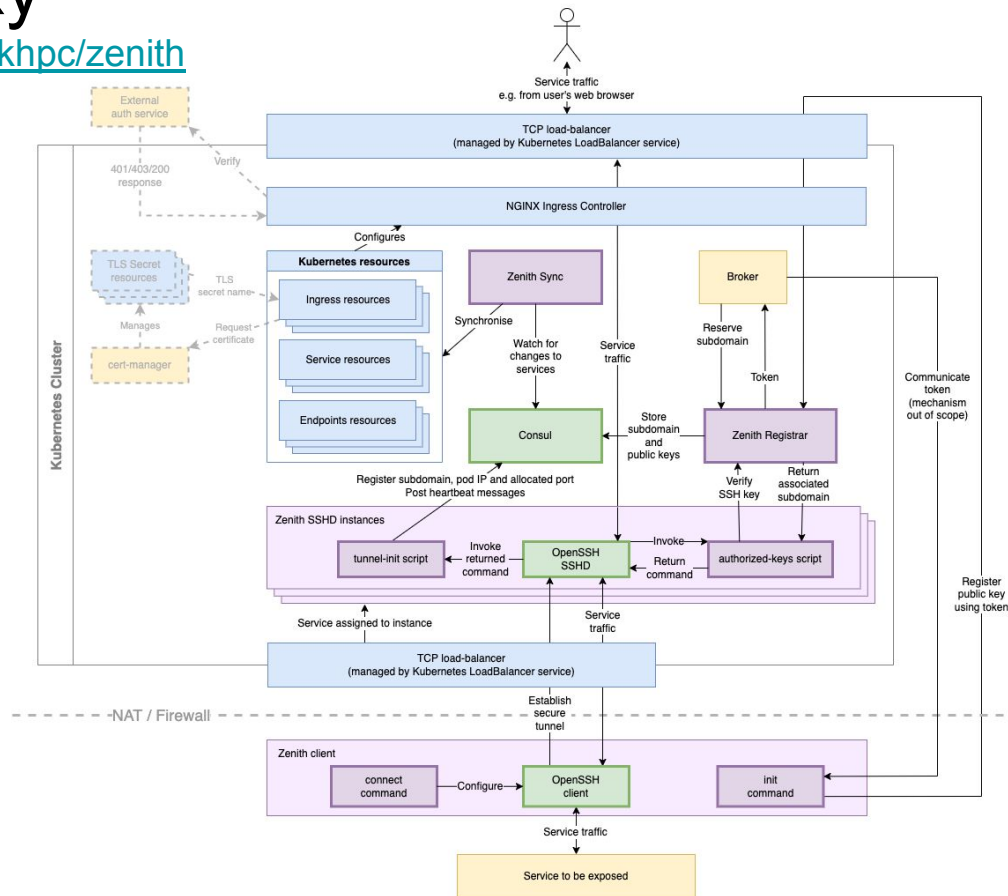 khpc/zenith
Service traffic
e.g. from user's web browser
External
auth service
TCP load-balancer
(managed by Kubernetes LoadBalancer service)
Verify
401/403/200
response
NGINX Ingress Controller
Configures
Kubernetes resources
TLS Secret
resources
TLS
secret name
Ingress resources
Zenith Sync
Broker
Synchronise
Manages
Request
certificate
Reserve
subdomain
Watch for
changes to
services
Service
traffic
Service resources
cert-manager
Token
Communicate
token
(mechanism
out of scope)
Kubernetes Cluster
Endpoints resources
Consul
Store
subdomain
and
public keys
Zenith Registrar
Register subdomain, pod IP and allocated port
Post heartbeat messages
Verify
SSH key
Return
associated
subdomain
Zenith SSHD instances
tunnel-init script
Invoke
returned
command
OpenSSH
SSHD
Invoke
Return
command
authorized-keys script
Register
public key
using token
Service assigned to instance
Service
traffic
TCP load-balancer
(managed by Kubernetes LoadBalancer service)
Establish
secure
tunnel
NAT / Firewall
Zenith client
connect
command
Configure
OpenSSH
client
init
command
Service traffic
Service to be exposed